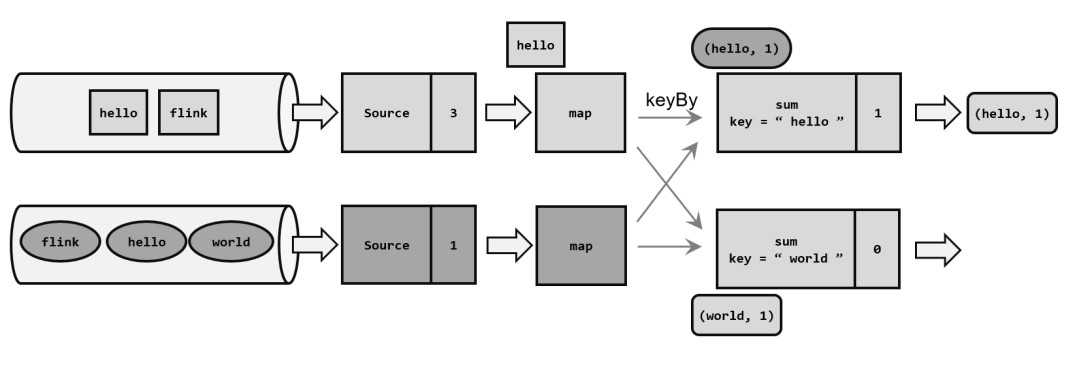 hello
(hello, 1)
hello
flink
Source
3
map
keyBy
sum
key = “ hello ”
1
(hello, 1)
flink
hello
world
Source
1
map
sum
key = “ world ”
0
(world, 1)